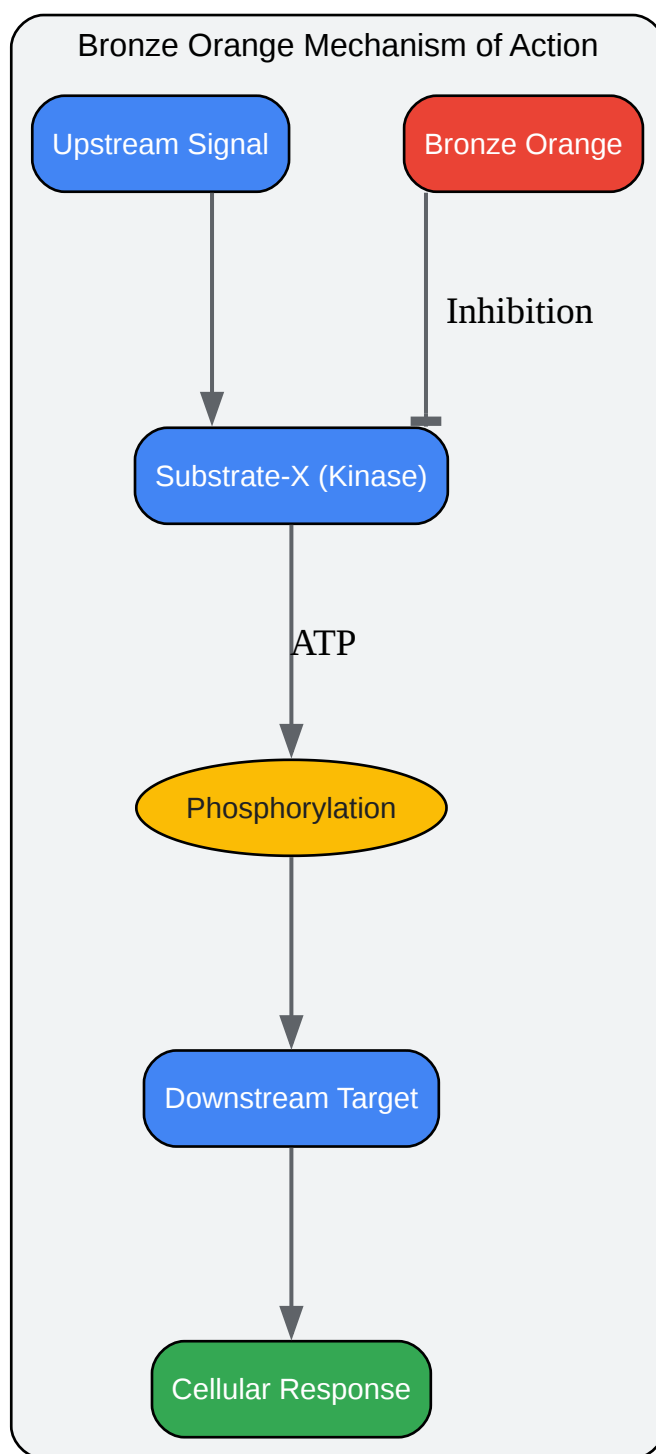 Bronze Orange Mechanism of Action
Upstream Signal
Bronze Orange
Inhibition
Substrate-X (Kinase)
ATP
Phosphorylation
Downstream Target
Cellular Response